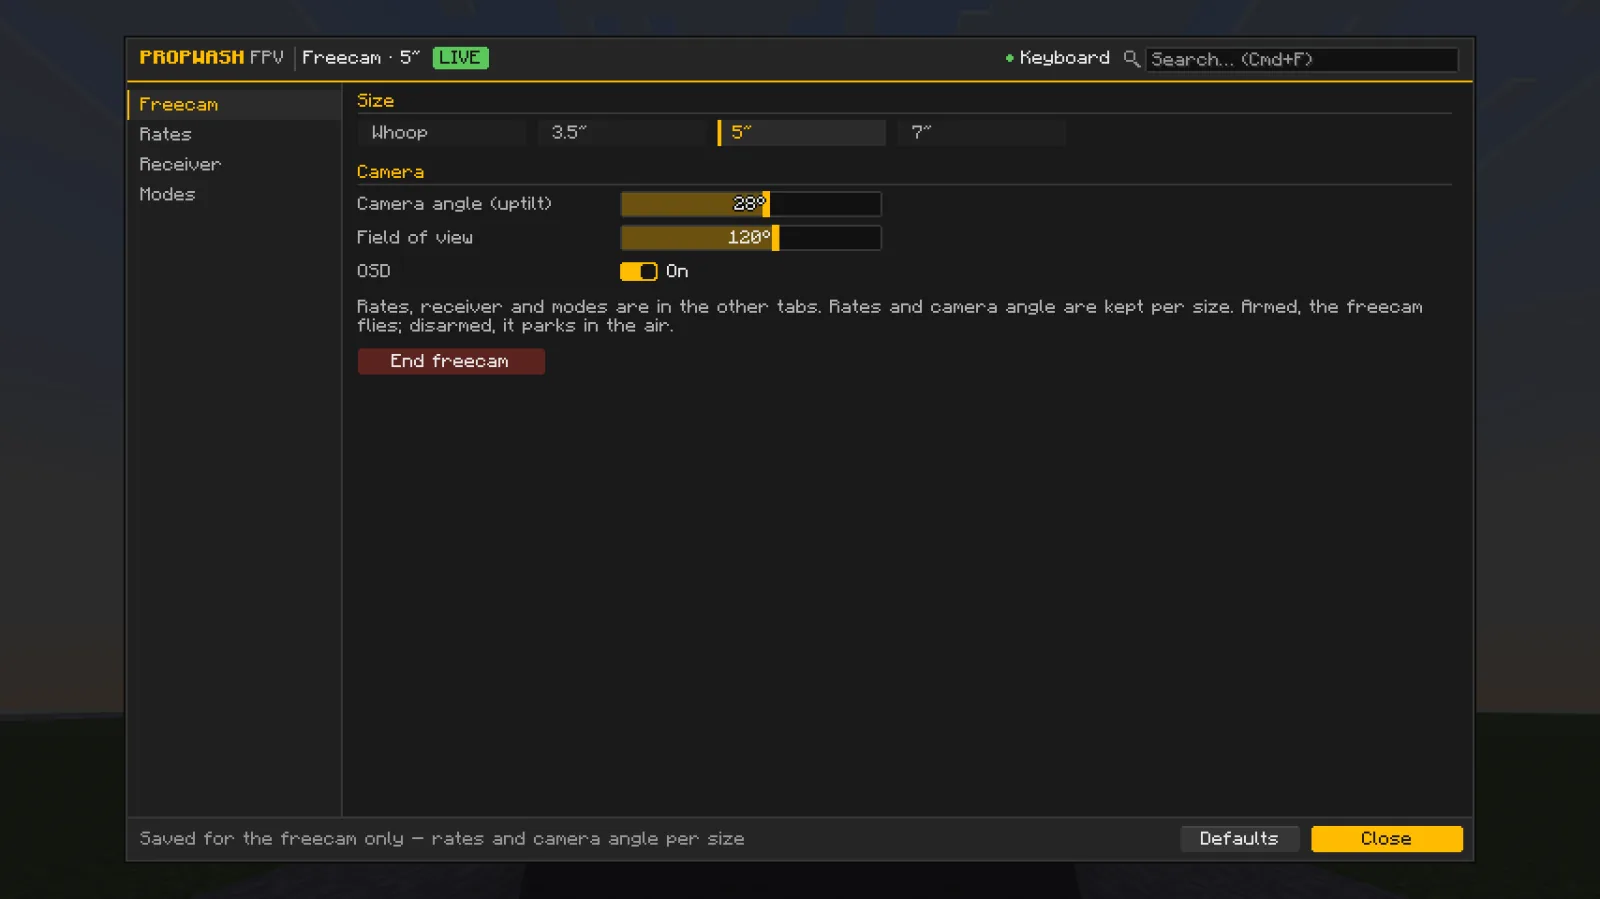 PROPWASH FPV Freecam · 5″ LIVE
Keyboard
Search... (Cmd+F)
Freecam
Rates
Receiver
Modes
Size
Whoop 3.5″ 5″ 7″
Camera
Camera angle (uptilt) 28°
Field of view 120°
OSD On
Rates, receiver and modes are in the other tabs. Rates and camera angle are kept per size. Armed, the freecam
flies; disarmed, it parks in the air.
End freecam
Saved for the freecam only — rates and camera angle per size
Defaults Close